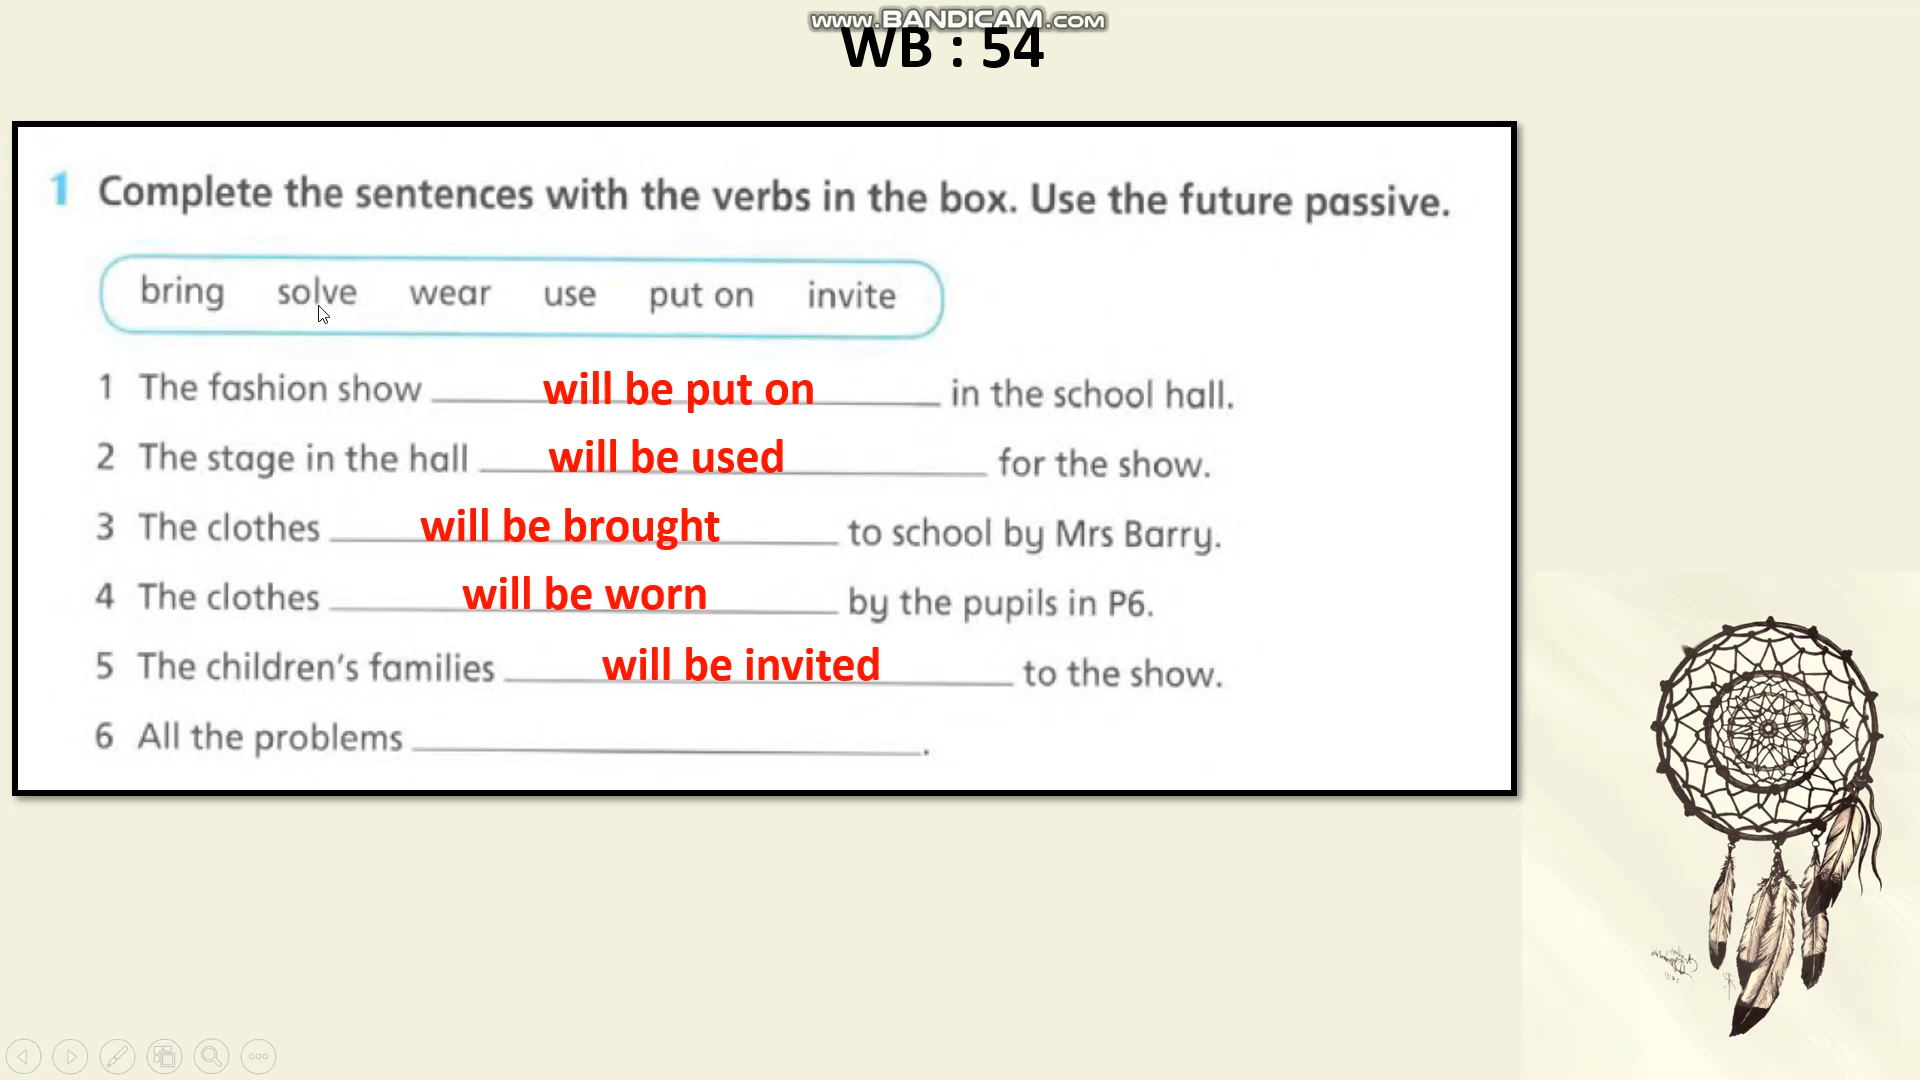 www.BANDICAM.com
WB : 54
1 Complete the sentences with the verbs in the box. Use the future passive.
bring solve wear use put on invite
1 The fashion show will be put on in the school hall.
2 The stage in the hall will be used for the show.
3 The clothes will be brought to school by Mrs Barry.
4 The clothes will be worn by the pupils in P6.
5 The children's families will be invited to the show.
6 All the problems ____________.